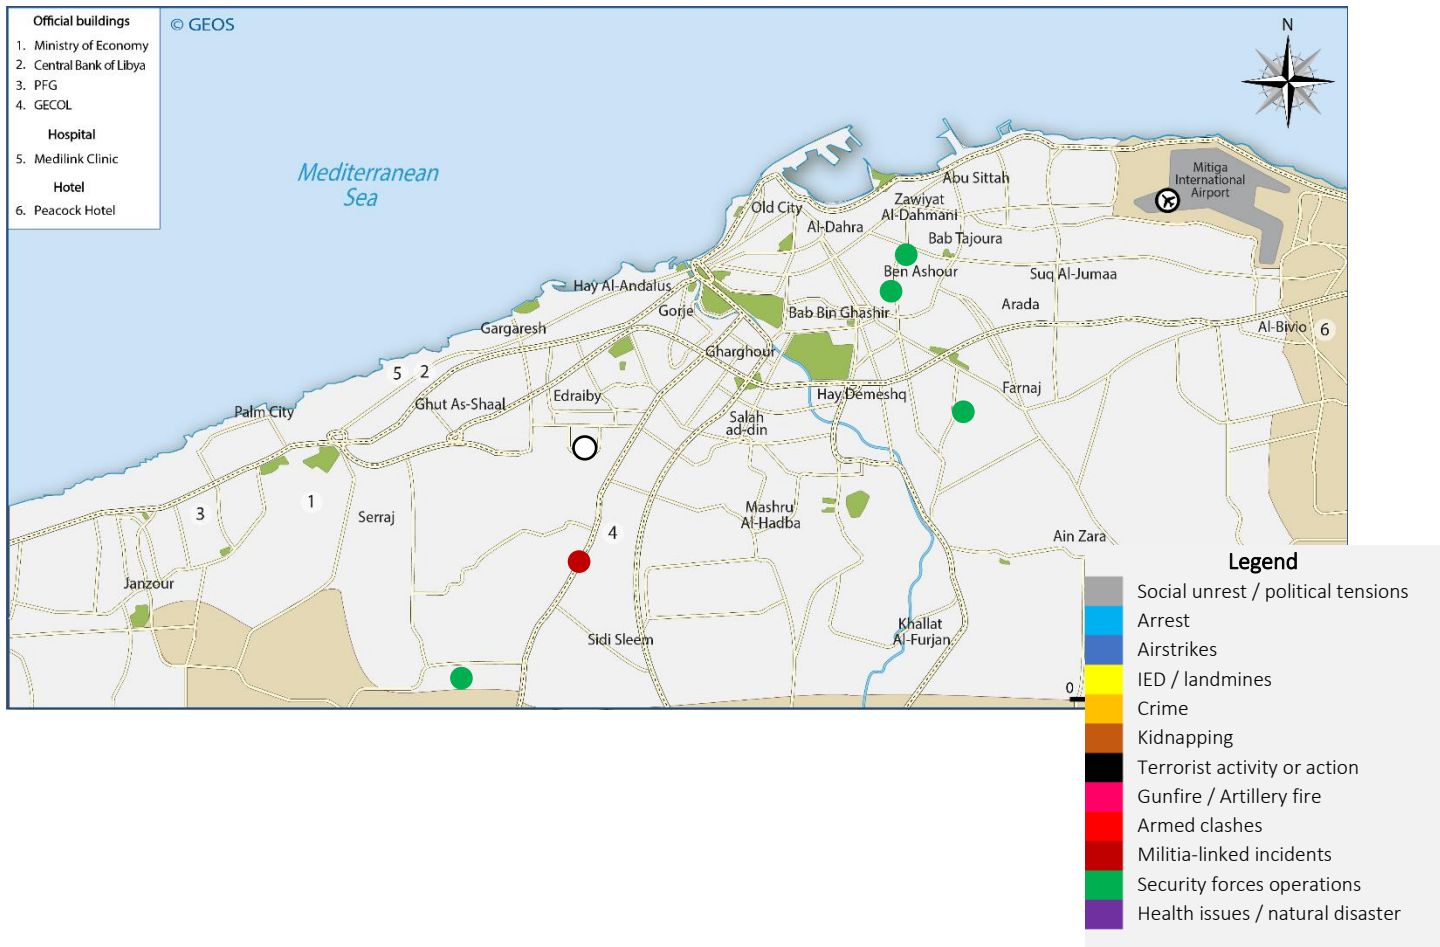 Official buildings
1. Ministry of Economy
2. Central Bank of Libya
3. PFG
4. GECOL
Hospital
5. Medilink Clinic
Hotel
6. Peacock Hotel
© GEOS
N
Mediterranean
Sea
Mitiga
International
Airport
Abu Sittah
Zawiyat
Al-Dahmani
Old City
Al-Dahra
Bab Tajoura
Ben Ashour
Suq Al-Jumaa
Hay Al-Andalus
Gorje
Bab Bin Ghashir
Arada
Gargaresh
Al-Bivio
6
Gharghour
5
2
Farnaj
Edraiby
Hay Demeshq
Ghut As-Shaal
Palm City
Salah
ad-din
1
3
Serraj
Mashru
Al-Hadba
4
Ain Zara
Janzour
Khallat
Al-Furjan
Sidi Sleem
0
Legend
Social unrest / political tensions
Arrest
Airstrikes
IED / landmines
Crime
Kidnapping
Terrorist activity or action
Gunfire / Artillery fire
Armed clashes
Militia-linked incidents
Security forces operations
Health issues / natural disaster